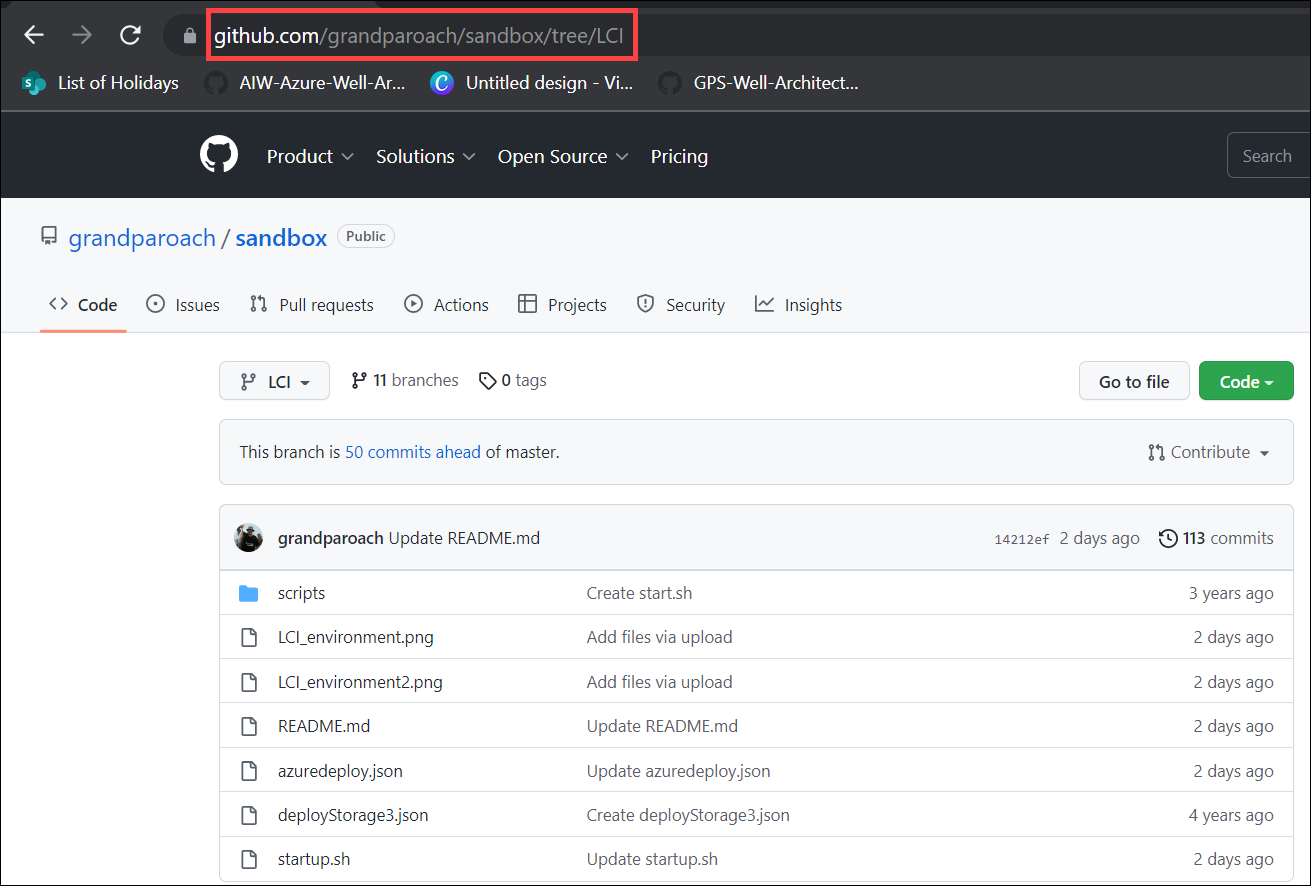 github.com/grandparoach/sandbox/tree/LCI
List of Holidays AIW-Azure-Well-Ar... Untitled design - Vi... GPS-Well-Architect...
Product Solutions Open Source Pricing Search
grandparoach / sandbox Public
Code Issues Pull requests Actions Projects Security Insights
LCI 11 branches 0 tags Go to file Code
This branch is 50 commits ahead of master. Contribute
grandparoach Update README.md 14212ef 2 days ago 113 commits
scripts Create start.sh 3 years ago
LCI_environment.png Add files via upload 2 days ago
LCI_environment2.png Add files via upload 2 days ago
README.md Update README.md 2 days ago
azuredeploy.json Update azuredeploy.json 2 days ago
deployStorage3.json Create deployStorage3.json 4 years ago
startup.sh Update startup.sh 2 days ago